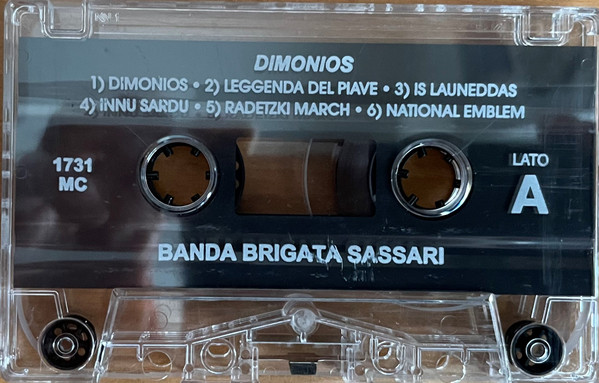 DIMONIOS
1) DIMONIOS • 2) LEGGENDA DEL PIAVE • 3) IS LAUNEDDAS
4) INNU SARDU • 5) RADETZKI MARCH • 6) NATIONAL EMBLEM
1731
MC
LATO
A
BANDA BRIGATA SASSARI